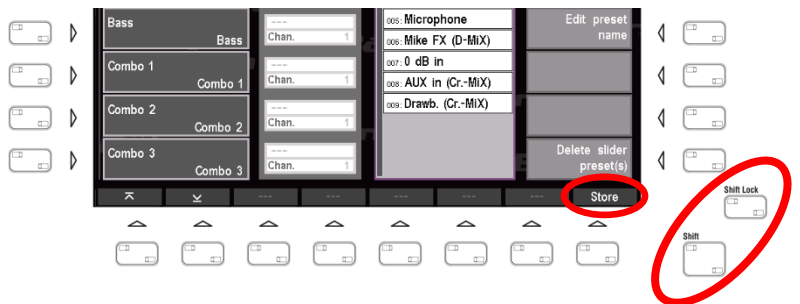 Bass
Bass
Combo 1
Combo 1
Combo 2
Combo 2
Combo 3
Combo 3
---
Chan. 1
---
Chan. 1
---
Chan. 1
---
Chan. 1
005: Microphone
006: Mike FX (D-MiX)
007: 0 dB in
008: AUX in (Cr.-MiX)
009: Drawb. (Cr.-MiX)
Edit preset
name
Delete slider
preset(s)
--- --- --- --- --- Store
Shift Lock
Shift